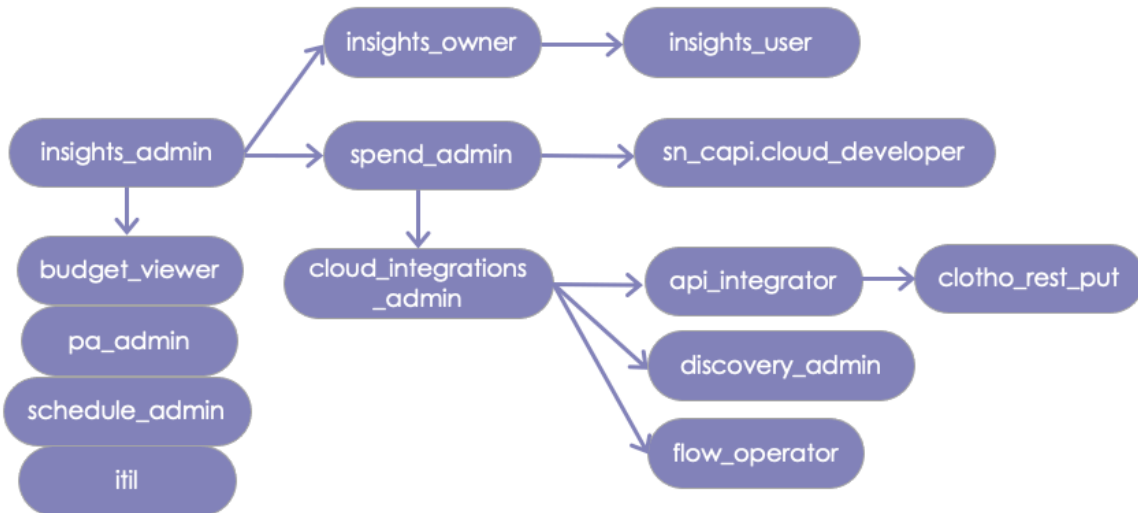 insights_owner
insights_user
insights_admin
spend_admin
sn_capi.cloud_developer
budget_viewer
cloud_integrations
_admin
api_integrator
clotho_rest_put
pa_admin
discovery_admin
schedule_admin
flow_operator
itil